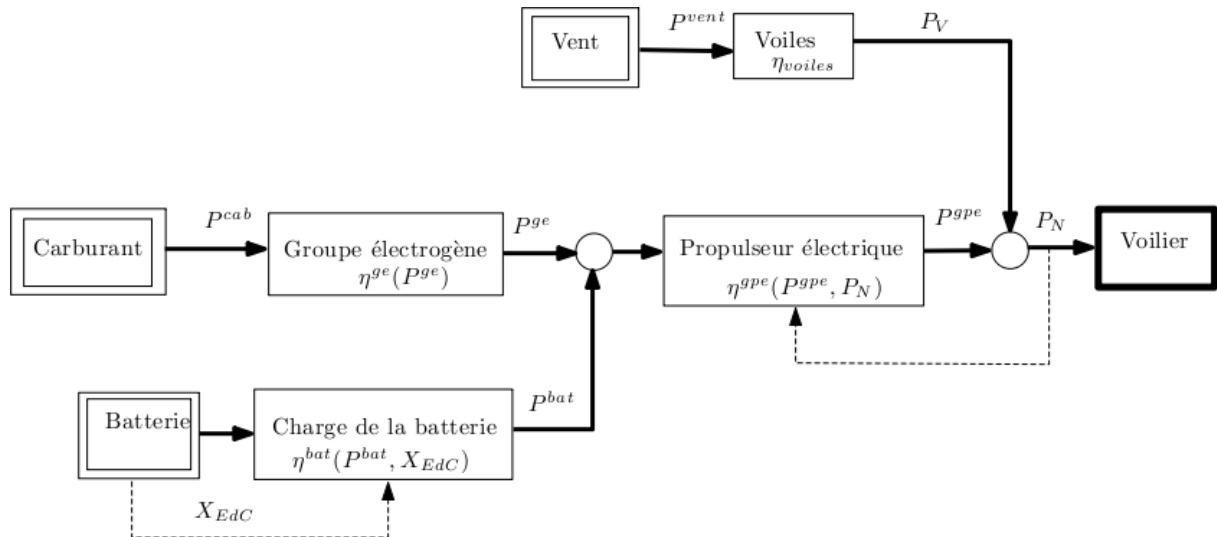 Vent
P^{vent}
Voiles
η_{voiles}
P_V
Carburant
P^{cab}
Groupe électrogène
η^{ge}(P^{ge})
P^{ge}
Propulseur électrique
η^{gpe}(P^{gpe}, P_N)
P^{gpe}
P_N
Voilier
Batterie
Charge de la batterie
η^{bat}(P^{bat}, X_{EdC})
P^{bat}
X_{EdC}